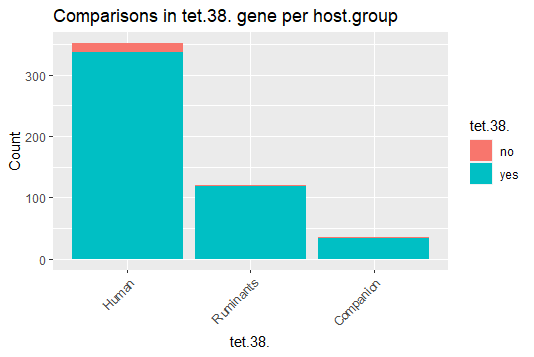 Comparisons in tet.38. gene per host.group
Count
300
200
100
0
Human
Ruminants
Companion
tet.38.
tet.38.
no
yes